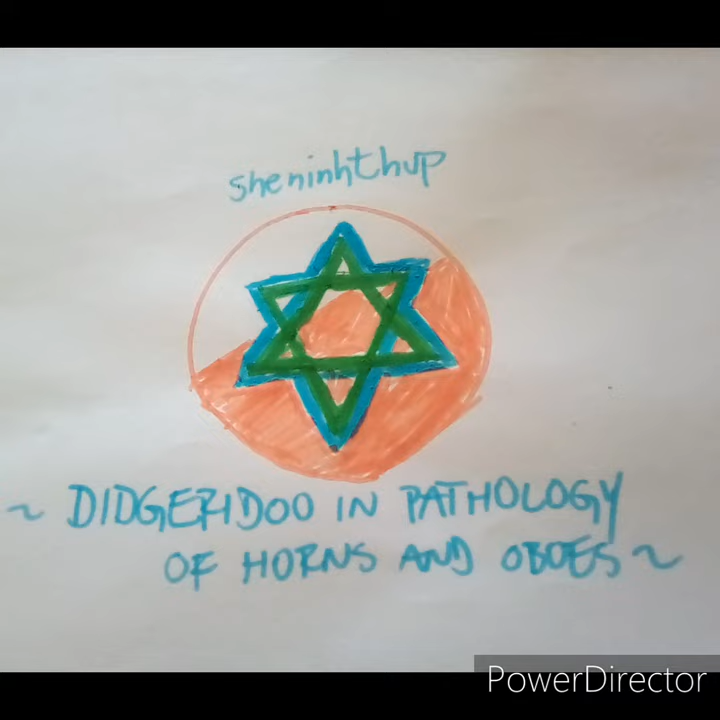 sheninhthup
~ DIDGERIDOO IN PATHOLOGY
OF HORNS AND OBOES ~
PowerDirector